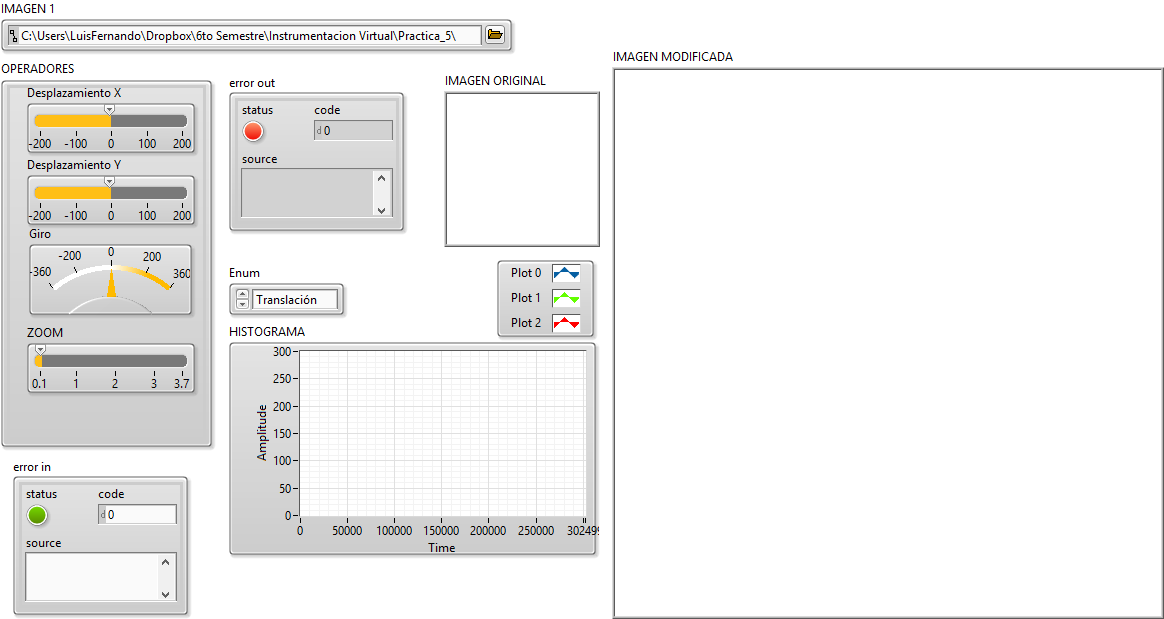 IMAGEN 1
C:\Users\LuisFernando\Dropbox\6to Semestre\Instrumentacion Virtual\Practica_5\
OPERADORES
Desplazamiento X
-200 -100 0 100 200
Desplazamiento Y
-200 -100 0 100 200
Giro
-360 -200 0 200 360
ZOOM
0.1 1 2 3 3.7
error in
status code
d 0
source
error out
status code
d 0
source
Enum
Translación
IMAGEN ORIGINAL
Plot 0
Plot 1
Plot 2
HISTOGRAMA
Amplitude
300
250
200
150
100
50
0
0 50000 100000 150000 200000 250000 302499
Time
IMAGEN MODIFICADA